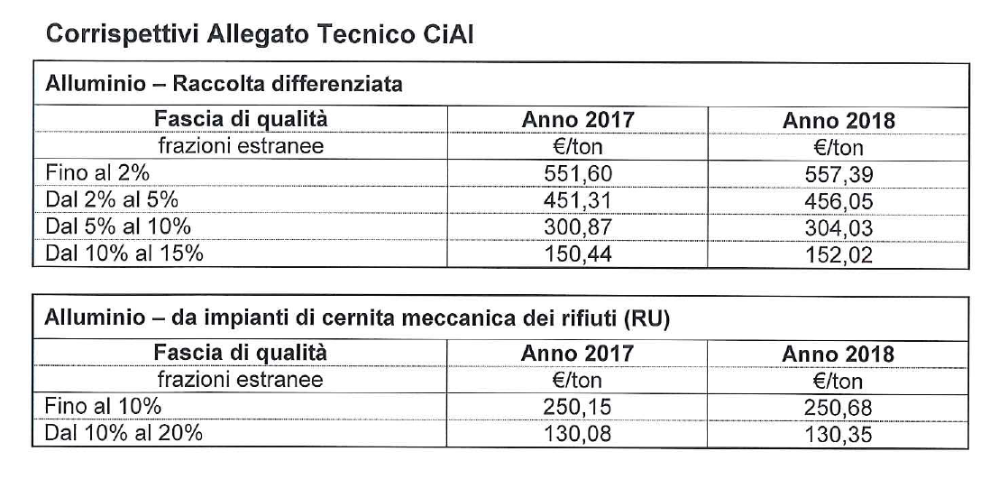 Corrispettivi Allegato Tecnico CiAl
Alluminio – Raccolta differenziata
Fascia di qualità Anno 2017 Anno 2018
frazioni estranee €/ton €/ton
Fino al 2% 551,60 557,39
Dal 2% al 5% 451,31 456,05
Dal 5% al 10% 300,87 304,03
Dal 10% al 15% 150,44 152,02
Alluminio – da impianti di cernita meccanica dei rifiuti (RU)
Fascia di qualità Anno 2017 Anno 2018
frazioni estranee €/ton €/ton
Fino al 10% 250,15 250,68
Dal 10% al 20% 130,08 130,35